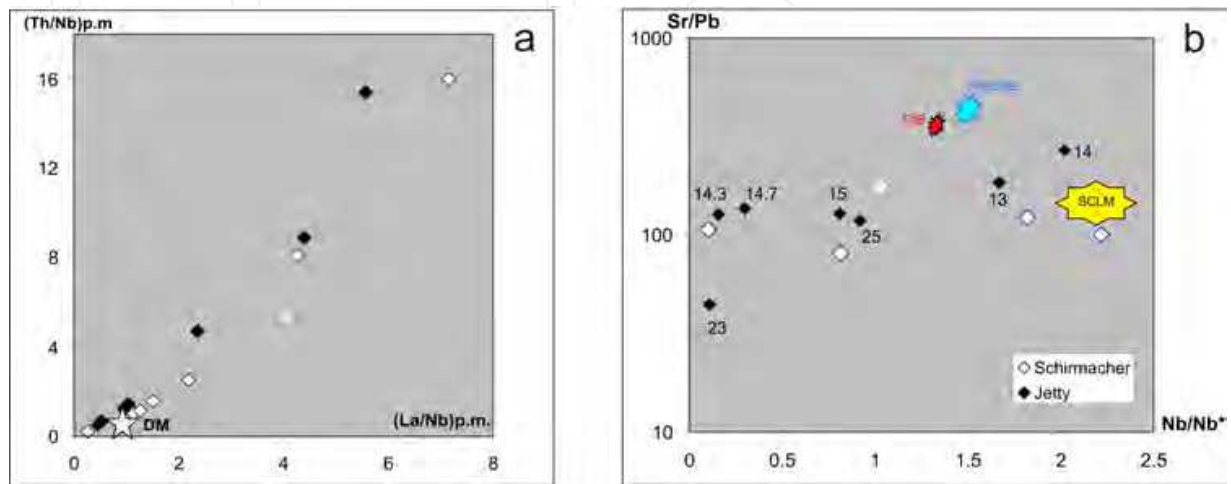 (Th/Nb)p.m
a
16
12
8
4
0
DM
(La/Nb)p.m.
0 2 4 6 8
Sr/Pb
b
1000
14.3 14.7 15 14
13
SCLM
100
25
23
Schirmacher
Jetty
10
Nb/Nb*
0 0.5 1 1.5 2 2.5